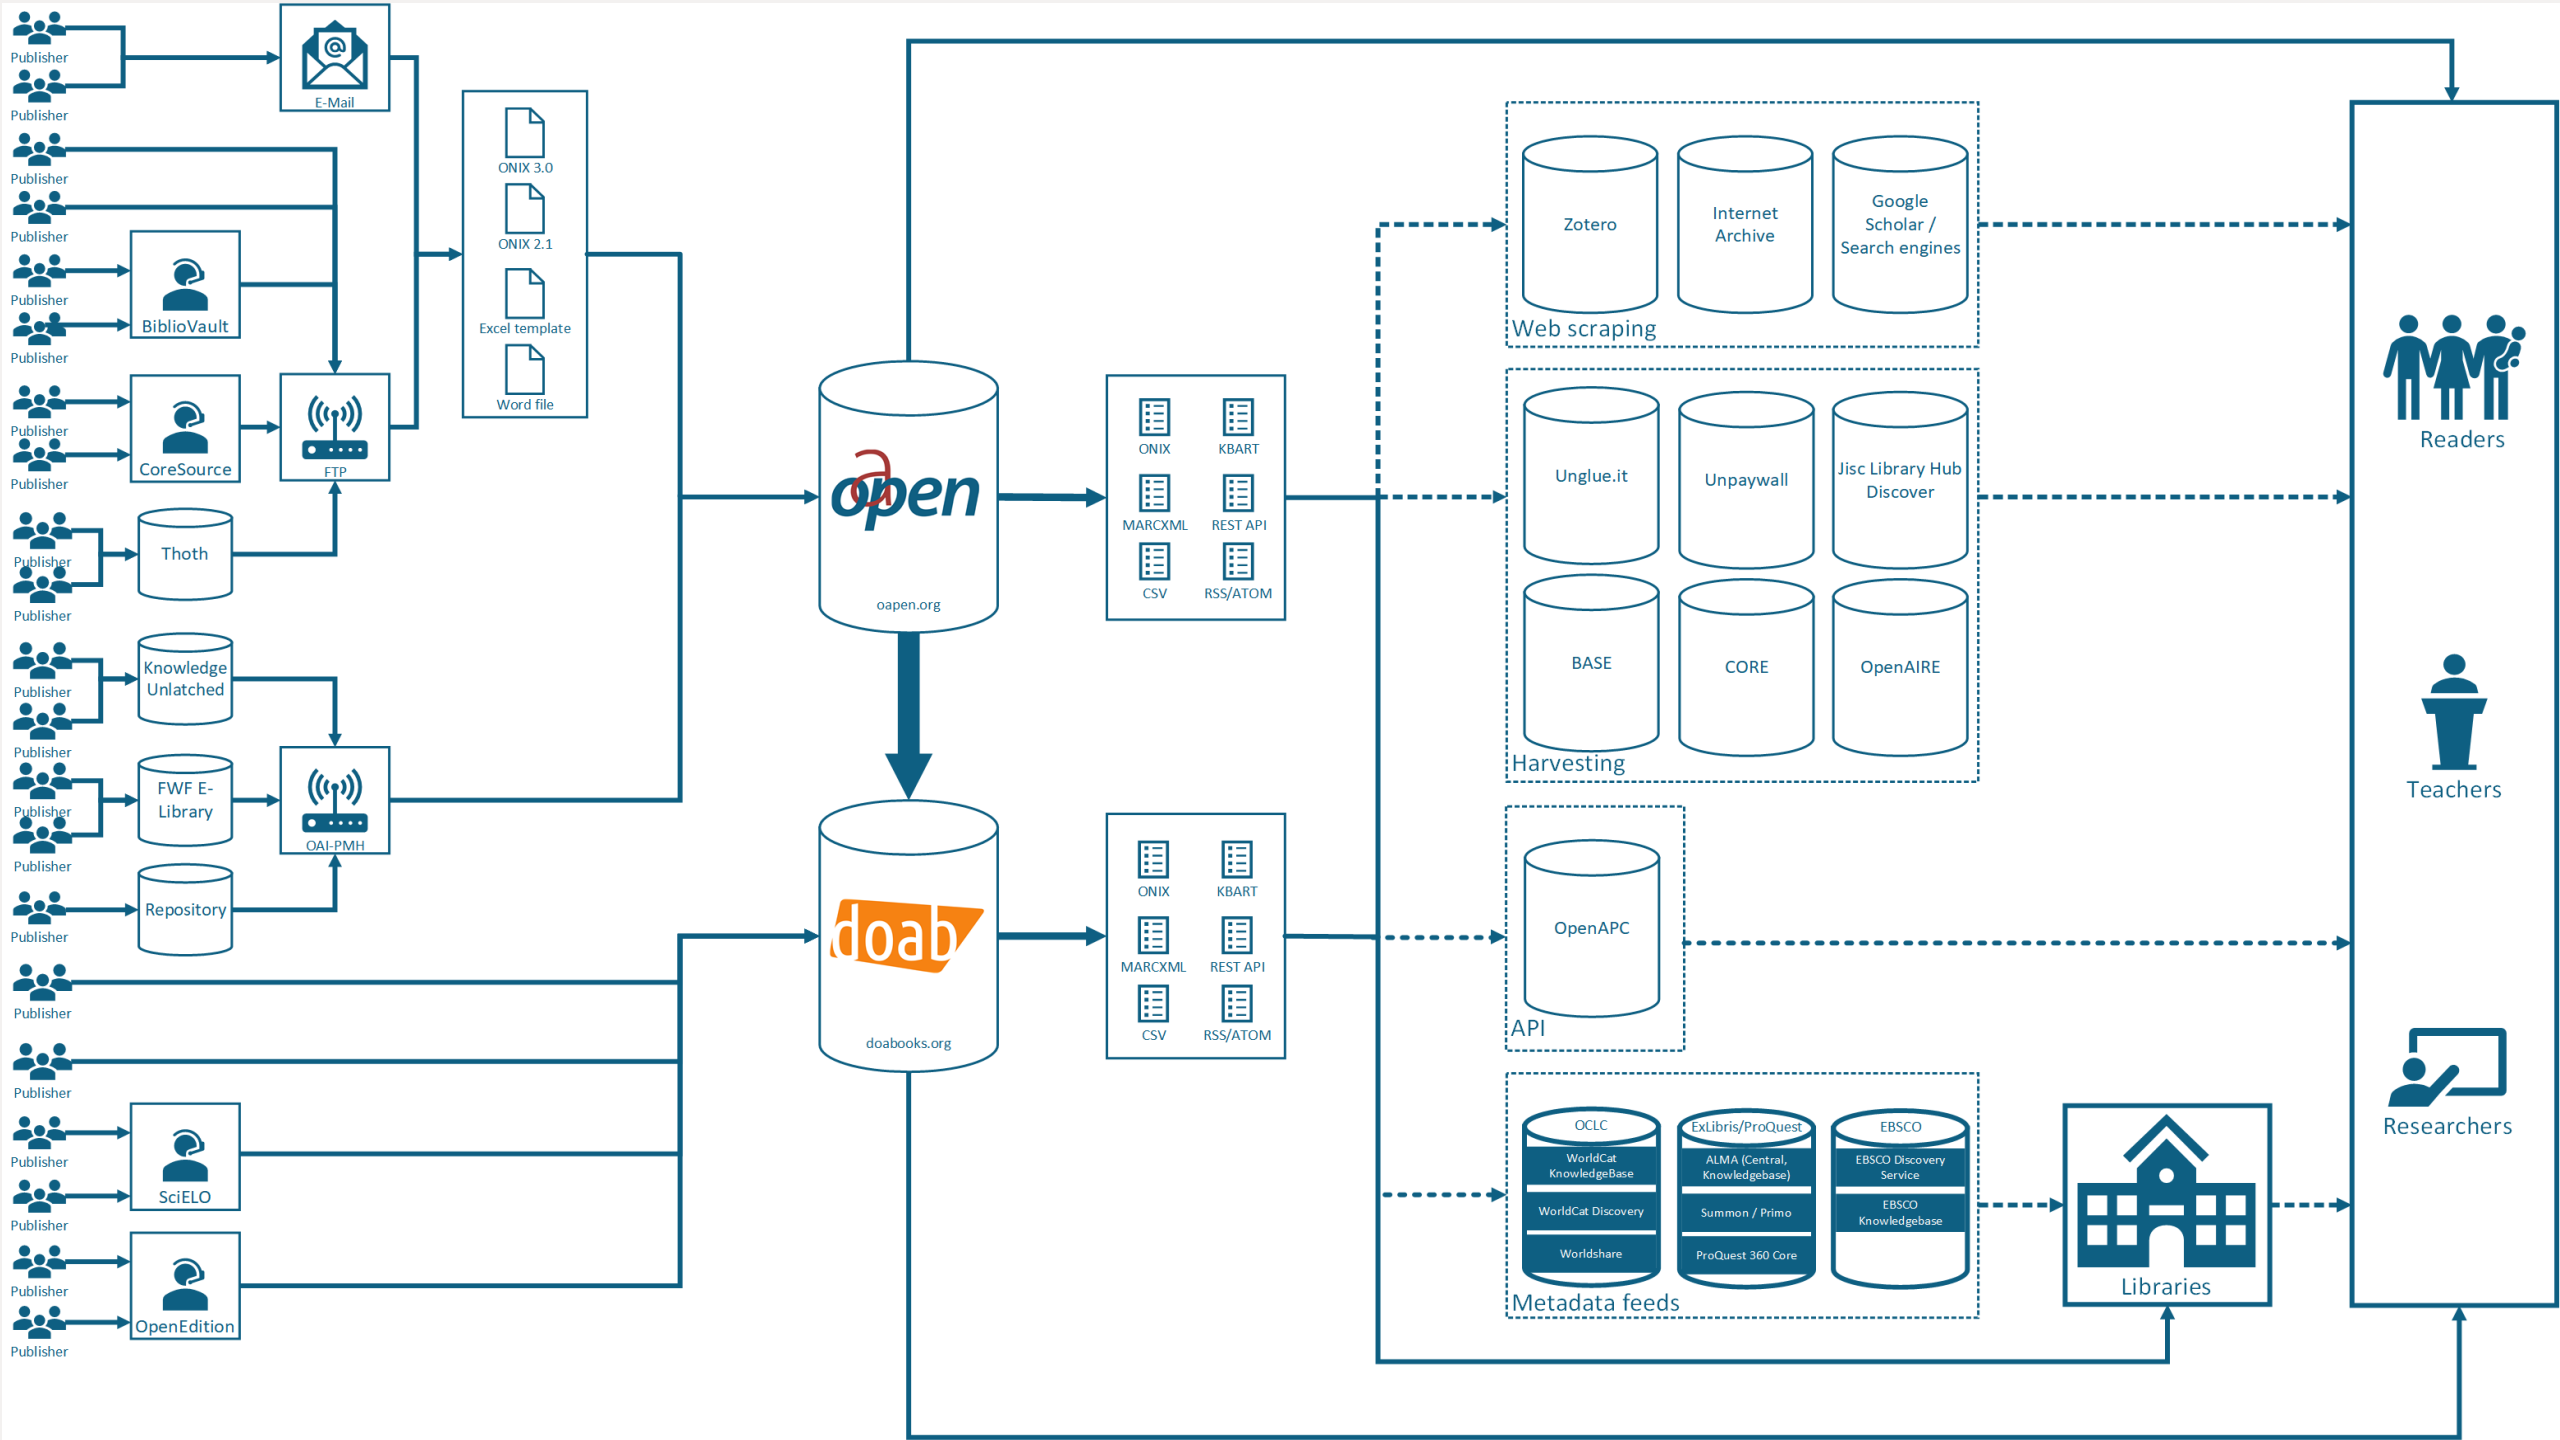 Publisher
Publisher
E-Mail
Publisher
Publisher
Publisher
Publisher
BiblioVault
Publisher
Publisher
CoreSource
FTP
Publisher
Publisher
Thoth
Publisher
Publisher
Knowledge
Unlatched
Publisher
Publisher
FWF E-
Library
OAI-PMH
Publisher
Repository
Publisher
Publisher
Publisher
Publisher
SciELO
Publisher
Publisher
OpenEdition
ONIX 3.0
ONIX 2.1
Excel template
Word file
oapen
oapen.org
doab
doabooks.org
ONIX
KBART
MARCXML
REST API
CSV
RSS/ATOM
ONIX
KBART
MARCXML
REST API
CSV
RSS/ATOM
Zotero
Internet
Archive
Google
Scholar /
Search engines
Web scraping
Unglue.it
Unpaywall
Jisc Library Hub
Discover
BASE
CORE
OpenAIRE
Harvesting
OpenAPC
API
OCLC
WorldCat
KnowledgeBase
WorldCat Discovery
Worldshare
ExLibris/ProQuest
ALMA (Central,
Knowledgebase)
Summon / Primo
ProQuest 360 Core
EBSCO
EBSCO Discovery
Service
EBSCO
Knowledgebase
Metadata feeds
Libraries
Readers
Teachers
Researchers